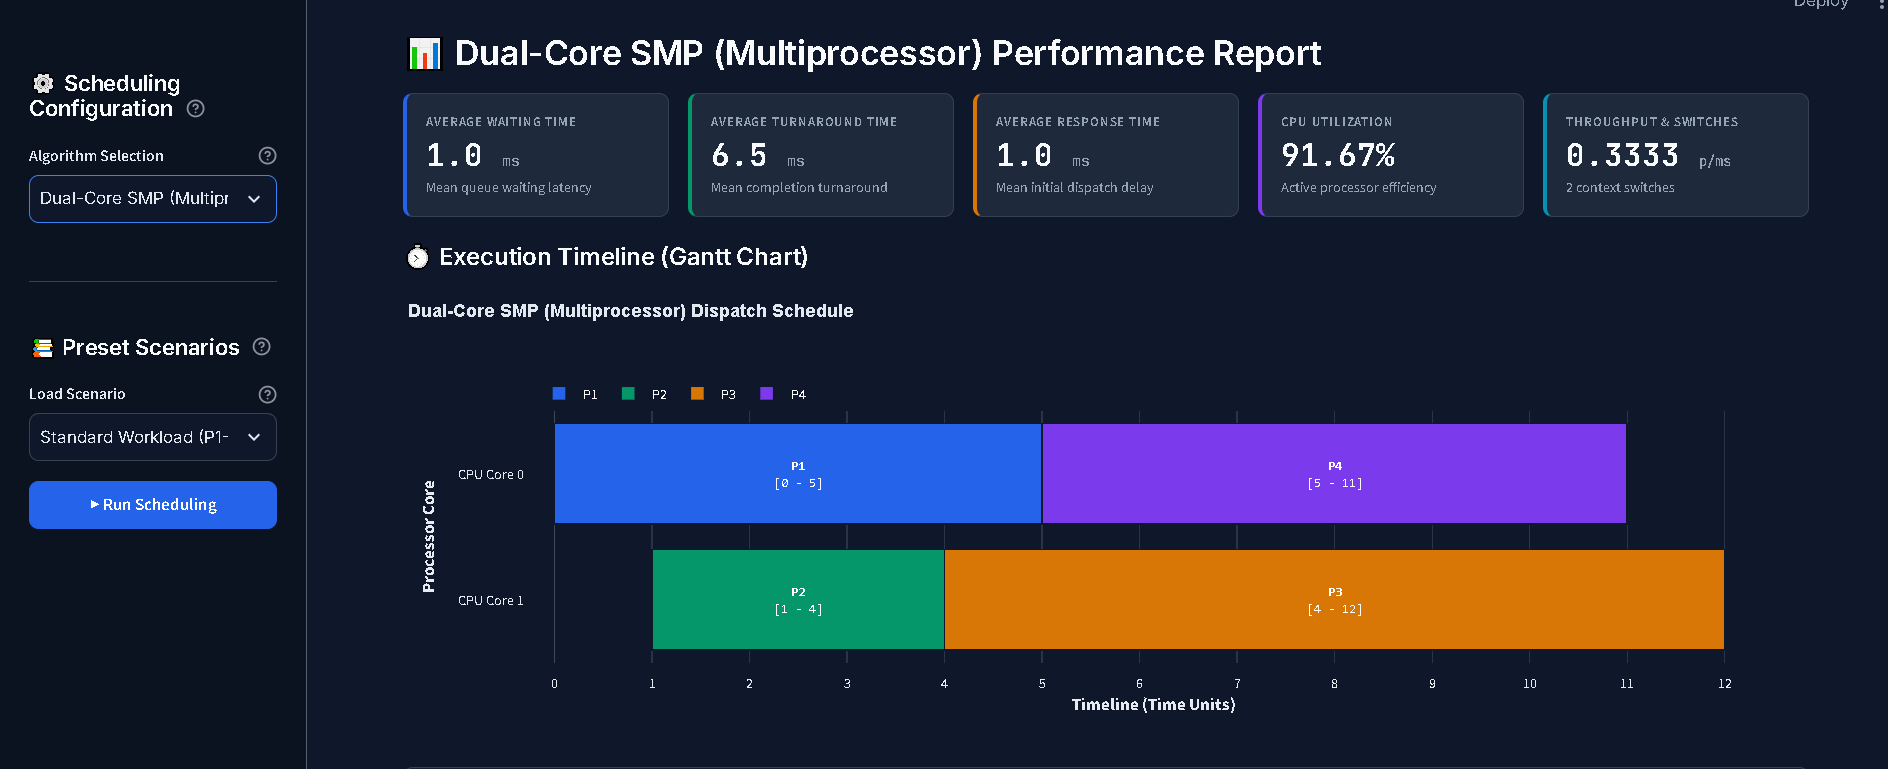 Deploy
Scheduling
Configuration
Algorithm Selection
Dual-Core SMP (Multipr
Preset Scenarios
Load Scenario
Standard Workload (P1-
Run Scheduling
Dual-Core SMP (Multiprocessor) Performance Report
AVERAGE WAITING TIME
1.0 ms
Mean queue waiting latency
AVERAGE TURNAROUND TIME
6.5 ms
Mean completion turnaround
AVERAGE RESPONSE TIME
1.0 ms
Mean initial dispatch delay
CPU UTILIZATION
91.67%
Active processor efficiency
THROUGHPUT & SWITCHES
0.3333 p/ms
2 context switches
Execution Timeline (Gantt Chart)
Dual-Core SMP (Multiprocessor) Dispatch Schedule
P1 P2 P3 P4
Processor Core
CPU Core 0
P1
[0 - 5]
P4
[5 - 11]
CPU Core 1
P2
[1 - 4]
P3
[4 - 12]
0 1 2 3 4 5 6 7 8 9 10 11 12
Timeline (Time Units)